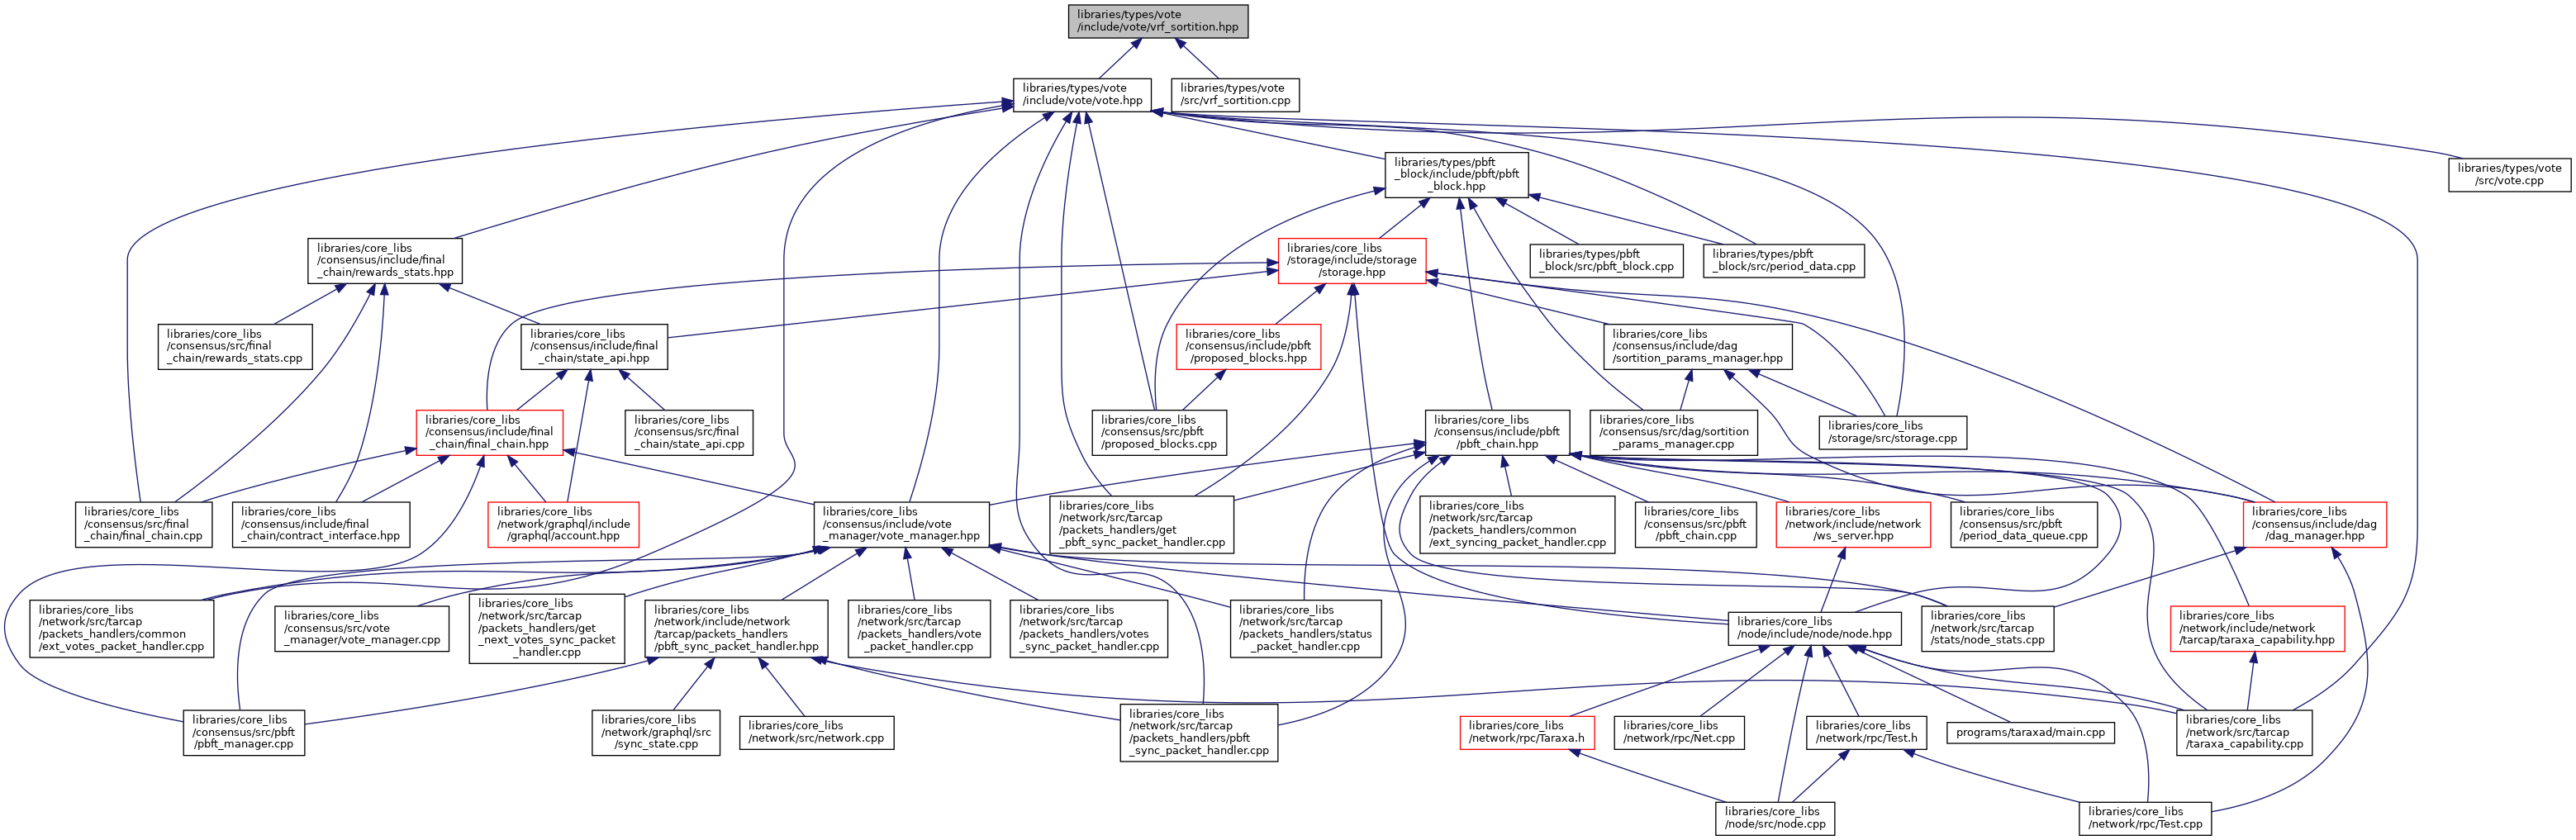 libraries/types/vote
/include/vote/vrf_sortition.hpp
libraries/types/vote
/include/vote/vote.hpp
libraries/types/vote
/src/vrf_sortition.cpp
libraries/types/pbft
_block/include/pbft/pbft
_block.hpp
libraries/types/vote
/src/vote.cpp
libraries/core_libs
/consensus/include/final
_chain/rewards_stats.hpp
libraries/core_libs
/storage/include/storage
/storage.hpp
libraries/types/pbft
_block/src/pbft_block.cpp
libraries/types/pbft
_block/src/period_data.cpp
libraries/core_libs
/consensus/src/final
_chain/rewards_stats.cpp
libraries/core_libs
/consensus/include/final
_chain/state_api.hpp
libraries/core_libs
/consensus/include/pbft
/proposed_blocks.hpp
libraries/core_libs
/consensus/include/dag
/sortition_params_manager.hpp
libraries/core_libs
/consensus/include/final
_chain/final_chain.hpp
libraries/core_libs
/consensus/src/final
_chain/state_api.cpp
libraries/core_libs
/consensus/src/pbft
/proposed_blocks.cpp
libraries/core_libs
/consensus/include/pbft
/pbft_chain.hpp
libraries/core_libs
/consensus/src/dag/sortition
_params_manager.cpp
libraries/core_libs
/storage/src/storage.cpp
libraries/core_libs
/consensus/src/final
_chain/final_chain.cpp
libraries/core_libs
/consensus/include/final
_chain/contract_interface.hpp
libraries/core_libs
/network/graphql/include
/graphql/account.hpp
libraries/core_libs
/consensus/include/vote
_manager/vote_manager.hpp
libraries/core_libs
/network/src/tarcap
/packets_handlers/get
_pbft_sync_packet_handler.cpp
libraries/core_libs
/network/src/tarcap
/packets_handlers/common
/ext_syncing_packet_handler.cpp
libraries/core_libs
/consensus/src/pbft
/pbft_chain.cpp
libraries/core_libs
/network/include/network
/ws_server.hpp
libraries/core_libs
/consensus/src/pbft
/period_data_queue.cpp
libraries/core_libs
/consensus/include/dag
/dag_manager.hpp
libraries/core_libs
/network/src/tarcap
/packets_handlers/common
/ext_votes_packet_handler.cpp
libraries/core_libs
/consensus/src/vote
_manager/vote_manager.cpp
libraries/core_libs
/network/src/tarcap
/packets_handlers/get
_next_votes_sync_packet
_handler.cpp
libraries/core_libs
/network/include/network
/tarcap/packets_handlers
/pbft_sync_packet_handler.hpp
libraries/core_libs
/network/src/tarcap
/packets_handlers/vote
_packet_handler.cpp
libraries/core_libs
/network/src/tarcap
/packets_handlers/votes
_sync_packet_handler.cpp
libraries/core_libs
/network/src/tarcap
/packets_handlers/status
_packet_handler.cpp
libraries/core_libs
/node/include/node/node.hpp
libraries/core_libs
/network/src/tarcap
/stats/node_stats.cpp
libraries/core_libs
/network/include/network
/tarcap/taraxa_capability.hpp
libraries/core_libs
/consensus/src/pbft
/pbft_manager.cpp
libraries/core_libs
/network/graphql/src
/sync_state.cpp
libraries/core_libs
/network/src/network.cpp
libraries/core_libs
/network/src/tarcap
/packets_handlers/pbft
_sync_packet_handler.cpp
libraries/core_libs
/network/rpc/Taraxa.h
libraries/core_libs
/network/rpc/Net.cpp
libraries/core_libs
/network/rpc/Test.h
programs/taraxad/main.cpp
libraries/core_libs
/network/src/tarcap
/taraxa_capability.cpp
libraries/core_libs
/node/src/node.cpp
libraries/core_libs
/network/rpc/Test.cpp